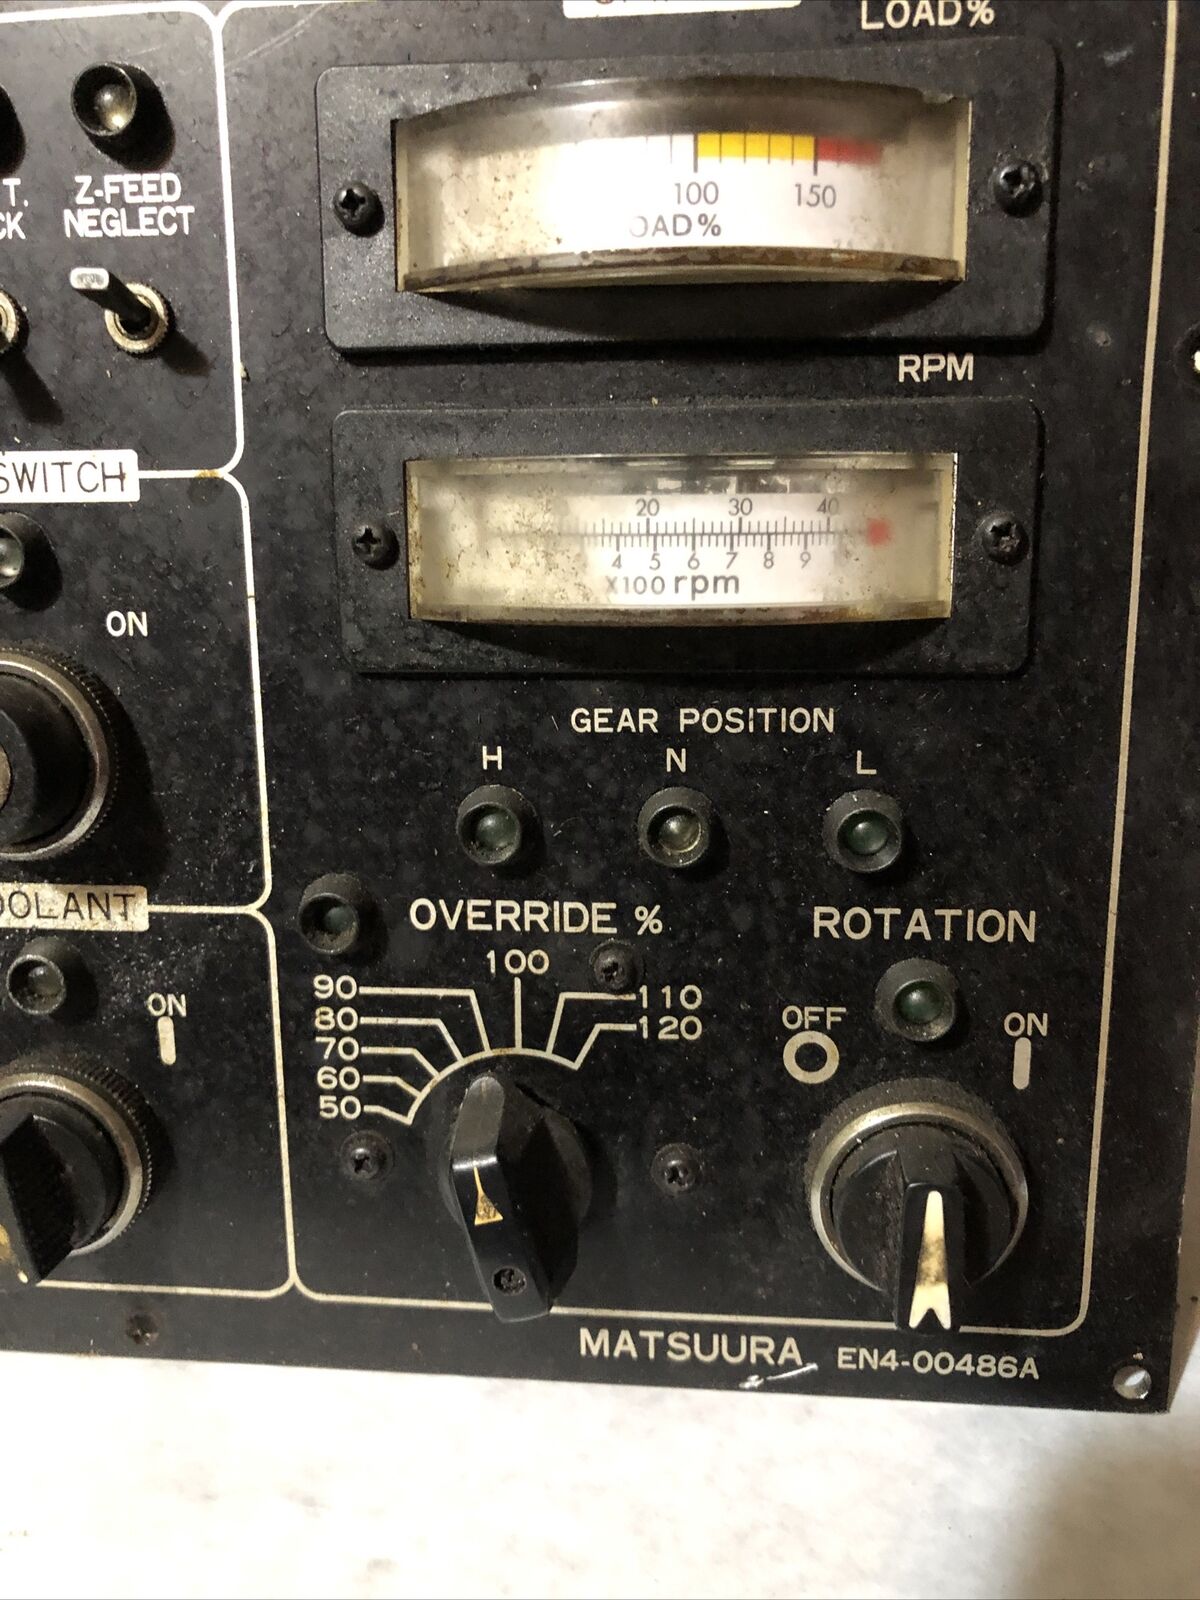 LOAD%
T.
CK
Z-FEED
NEGLECT
100 150
OAD%
RPM
20 30 40
4 5 6 7 8 9
X100 rpm
SWITCH
ON
GEAR POSITION
H N L
OOLANT
ON
OVERRIDE %
100
90
80
70
60
50
110
120
ROTATION
OFF
ON
MATSUURA EN4-00486A